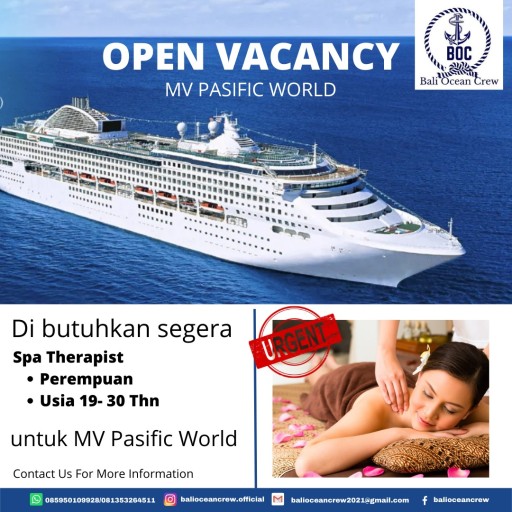 OPEN VACANCY
MV PASIFIC WORLD
BOC
Bali Ocean Crew
Di butuhkan segera
Spa Therapist
• Perempuan
• Usia 19- 30 Thn
untuk MV Pasific World
Contact Us For More Information
URGENT
085950109928/081353264511
balioceancrew.official
balioceancrew2021@gmail.com
balioceancrew